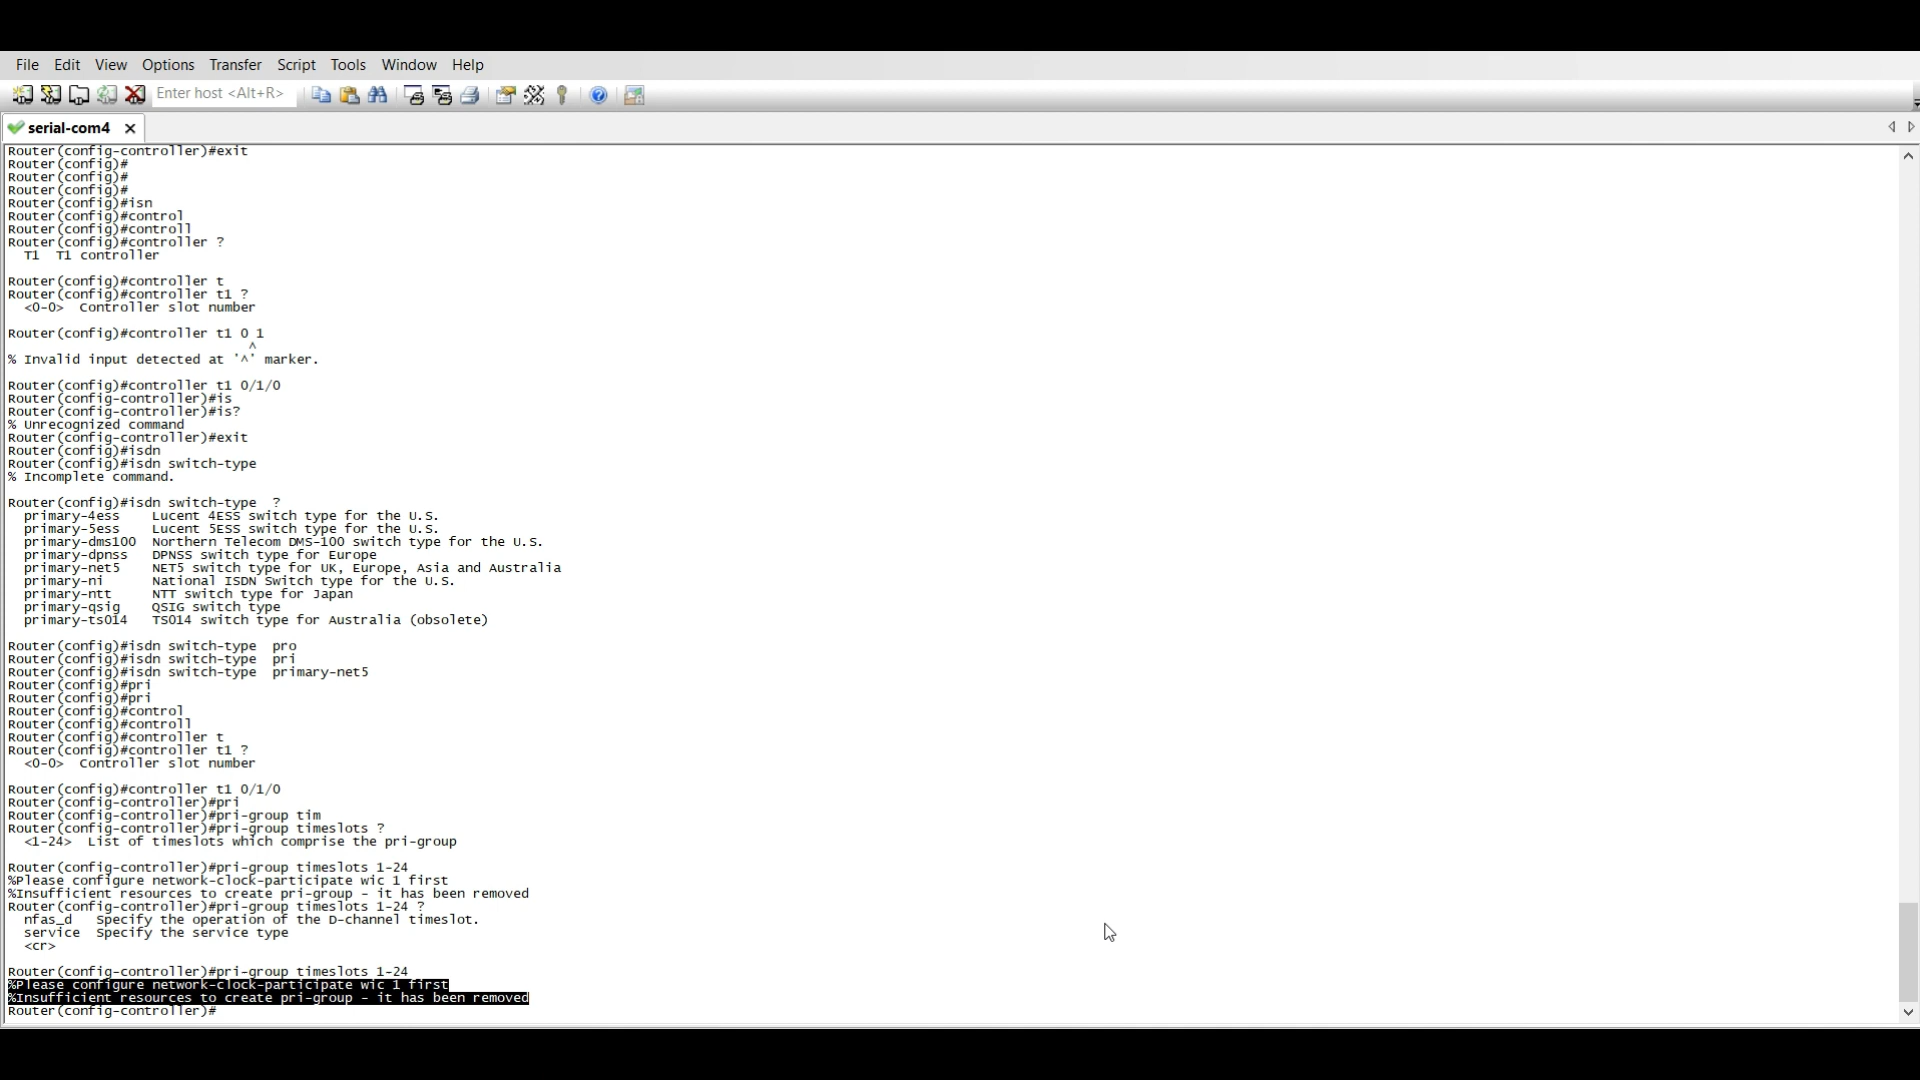 File Edit View Options Transfer Script Tools Window Help
Enter host <Alt+R>
serial-com4
Router(config-controller)#exit
Router(config)#
Router(config)#
Router(config)#
Router(config)#isn
Router(config)#control
Router(config)#controll
Router(config)#controller ?
T1 T1 controller
Router(config)#controller t
Router(config)#controller t1 ?
<0-0> Controller slot number
Router(config)#controller t1 0 1
^
% Invalid input detected at '^' marker.
Router(config)#controller t1 0/1/0
Router(config-controller)#is
Router(config-controller)#is?
% Unrecognized command
Router(config-controller)#exit
Router(config)#isdn
Router(config)#isdn switch-type
% Incomplete command.
Router(config)#isdn switch-type ?
primary-4ess Lucent 4ESS switch type for the U.S.
primary-5ess Lucent 5ESS switch type for the U.S.
primary-dms100 Northern Telecom DMS-100 switch type for the U.S.
primary-dpnss DPNSS switch type for Europe
primary-net5 NET5 switch type for UK, Europe, Asia and Australia
primary-ni National ISDN Switch type for the U.S.
primary-ntt NTT switch type for Japan
primary-qsig QSIG switch type
primary-ts014 TS014 switch type for Australia (obsolete)
Router(config)#isdn switch-type pro
Router(config)#isdn switch-type pri
Router(config)#isdn switch-type primary-net5
Router(config)#pri
Router(config)#pri
Router(config)#control
Router(config)#controll
Router(config)#controller t
Router(config)#controller t1 ?
<0-0> Controller slot number
Router(config)#controller t1 0/1/0
Router(config-controller)#pri
Router(config-controller)#pri-group tim
Router(config-controller)#pri-group timeslots ?
<1-24> List of timeslots which comprise the pri-group
Router(config-controller)#pri-group timeslots 1-24
%Please configure network-clock-participate wic 1 first
%Insufficient resources to create pri-group - it has been removed
Router(config-controller)#pri-group timeslots 1-24 ?
nfas_d Specify the operation of the D-channel timeslot.
service Specify the service type
<cr>
Router(config-controller)#pri-group timeslots 1-24
%Please configure network-clock-participate wic 1 first
%Insufficient resources to create pri-group - it has been removed
Router(config-controller)#